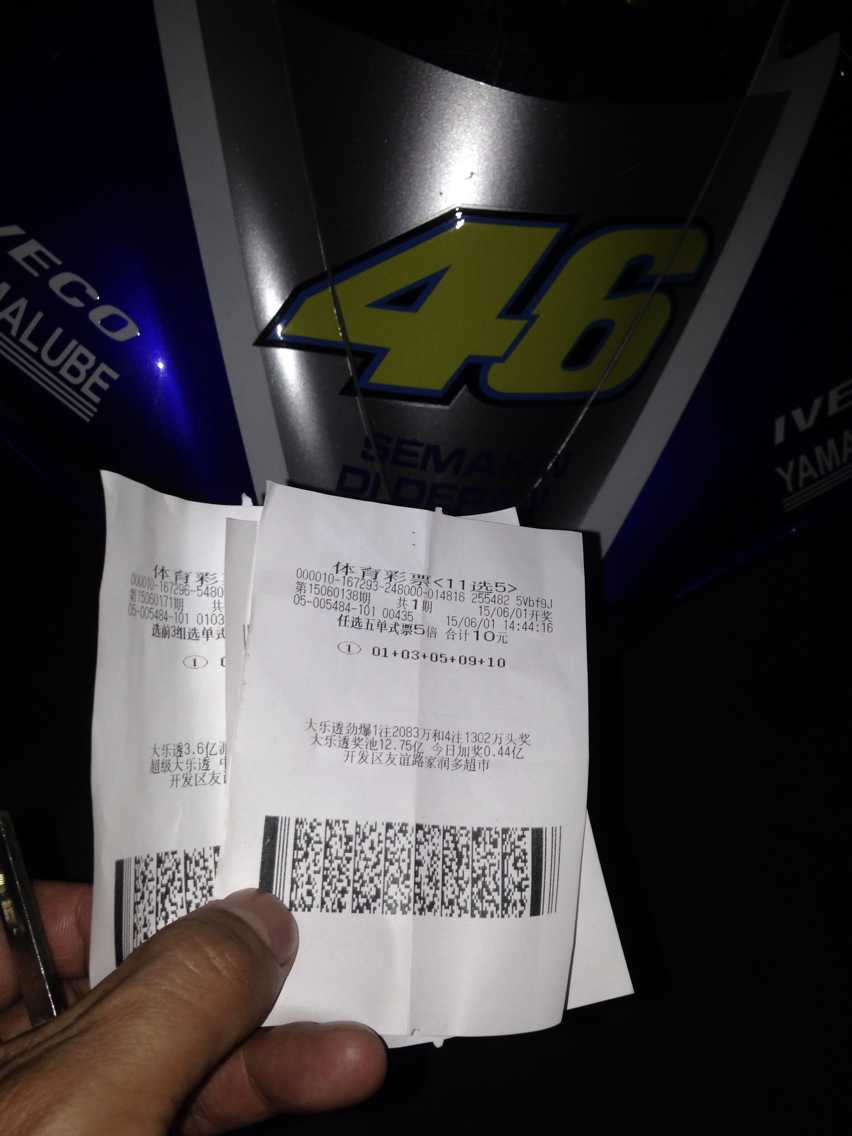 IVECO
YAMALUBE
46
SEMAKIN
DI DEPAN
IVE
YAMA
体育彩
000010-167296-5480
第15060171期 共
05-005484-101 0103
选前3组选单式
①
大乐透3.6亿
超级大乐透
开发区友
体育彩票<11选5>
000010-167293-248000-014816 255482 5Vbf9J
第15060138期 共1期 15/06/01开奖
05-005484-101 00435 15/06/01 14:44:16
任选五单式票5倍 合计10元
① 01+03+05+09+10
大乐透劲爆1注2083万和4注1302万头奖
大乐透奖池12.75亿 今日加奖0.44亿
开发区友谊路家润多超市